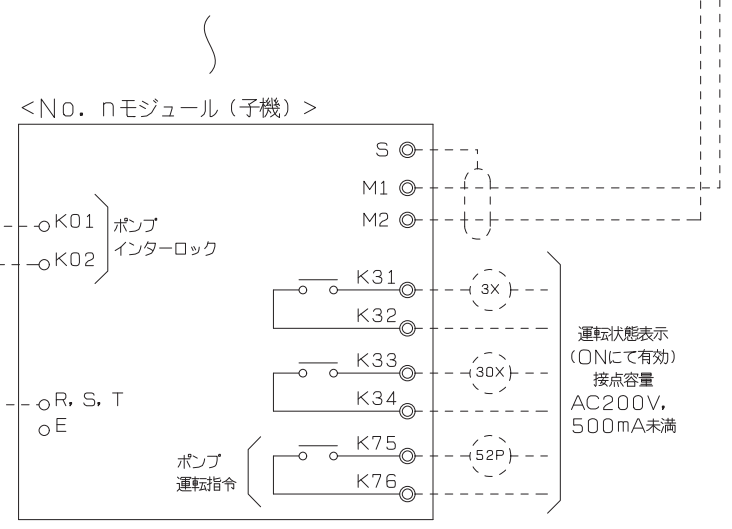 <No. nモジュール（子機）>
S
M1
M2
K01
K02
ポンプ
インターロック
K31
3X
K32
K33
30X
K34
運転状態表示
（ONにて有効）
接点容量
AC200V,
500mA未満
R, S, T
E
ポンプ
運転指令
K75
52P
K76